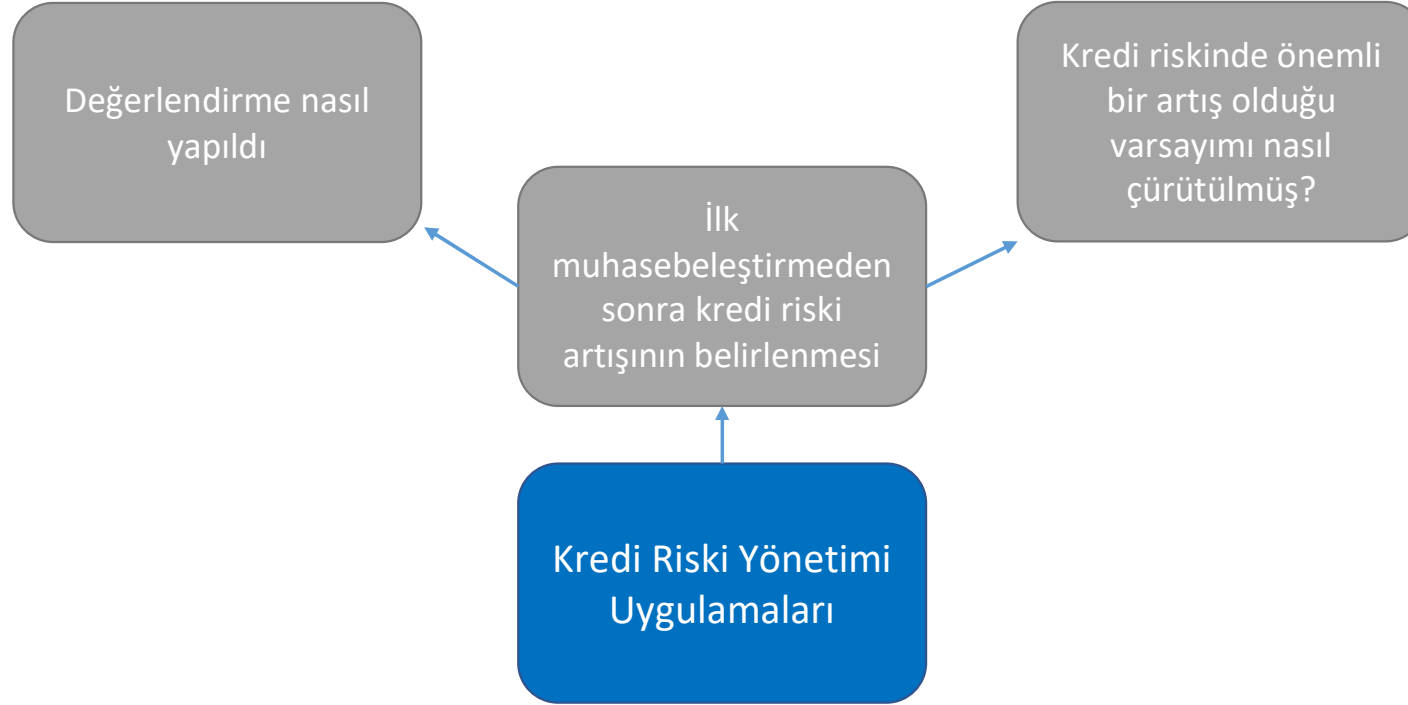 Değerlendirme nasıl
yapıldı
Kredi riskinde önemli
bir artış olduğu
varsayımı nasıl
çürütülmüş?
İlk
muhasebeleştirmeden
sonra kredi riski
artışının belirlenmesi
Kredi Riski Yönetimi
Uygulamaları